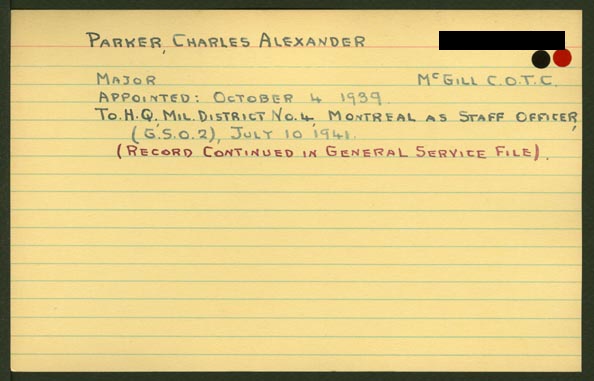 PARKER, CHARLES ALEXANDER
MAJOR McGILL C.O.T.C.
APPOINTED: OCTOBER 4 1939.
TO H.Q. MIL. DISTRICT NO. 4, MONTREAL AS STAFF OFFICER,
(G.S.O.2), JULY 10 1941.
(RECORD CONTINUED IN GENERAL SERVICE FILE).